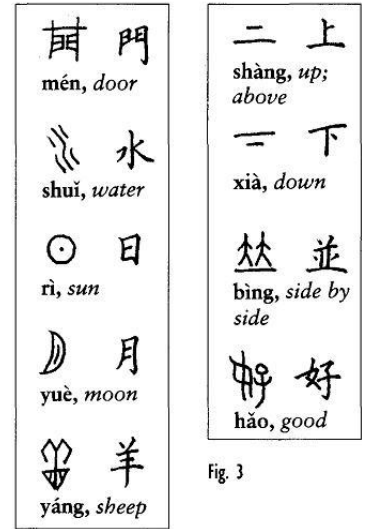 門
mén, door
水
shuǐ, water
日
rì, sun
月
yuè, moon
羊
yáng, sheep
二 上
shàng, up;
above
下
xià, down
並
bìng, side by
side
好
hǎo, good
Fig. 3